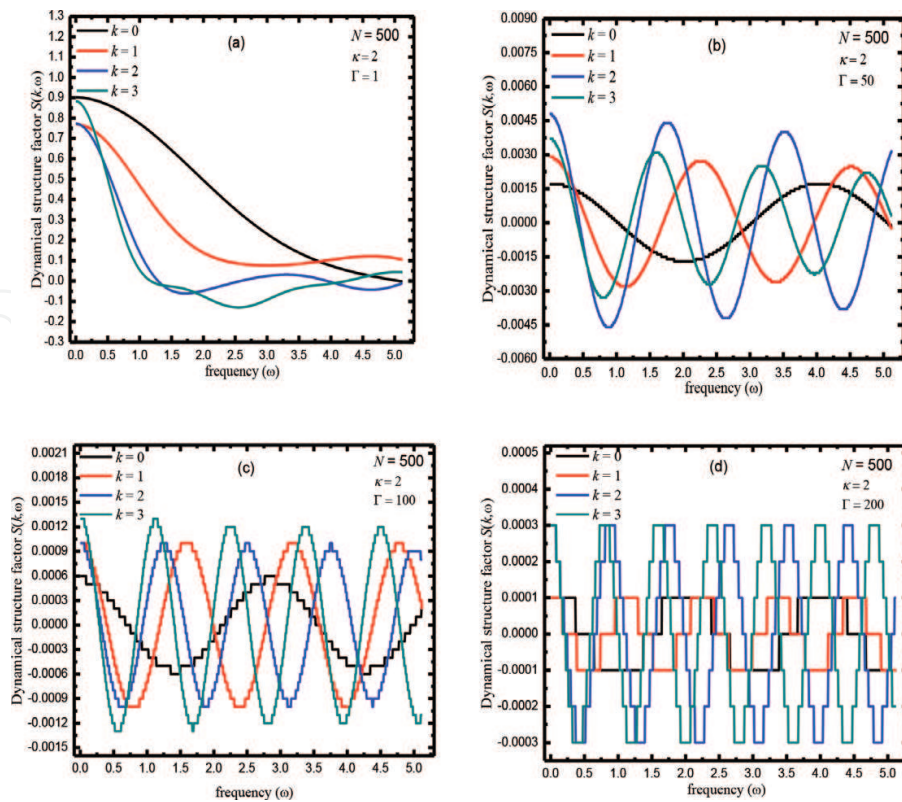 Dynamical structure factor S(k,ω)
1.3
1.2
1.1
1.0
0.9
0.8
0.7
0.6
0.5
0.4
0.3
0.2
0.1
0.0
-0.1
-0.2
-0.3
k = 0
k = 1
k = 2
k = 3
(a)
N = 500
κ = 2
Γ = 1
0.0 0.5 1.0 1.5 2.0 2.5 3.0 3.5 4.0 4.5 5.0
frequency (ω)
Dynamical structure factor S(k,ω)
0.0090
0.0075
0.0060
0.0045
0.0030
0.0015
0.0000
-0.0015
-0.0030
-0.0045
-0.0060
k = 0
k = 1
k = 2
k = 3
(b)
N = 500
κ = 2
Γ = 50
0.0 0.5 1.0 1.5 2.0 2.5 3.0 3.5 4.0 4.5 5.0
frequency (ω)
Dynamical structure factor S(k,ω)
0.0021
0.0018
0.0015
0.0012
0.0009
0.0006
0.0003
0.0000
-0.0003
-0.0006
-0.0009
-0.0012
-0.0015
k = 0
k = 1
k = 2
k = 3
(c)
N = 500
κ = 2
Γ = 100
0.0 0.5 1.0 1.5 2.0 2.5 3.0 3.5 4.0 4.5 5.0
frequency (ω)
Dynamical structure factor S(k,ω)
0.0005
0.0004
0.0003
0.0002
0.0001
0.0000
-0.0001
-0.0002
-0.0003
k = 0
k = 1
k = 2
k = 3
(d)
N = 500
κ = 2
Γ = 200
0.0 0.5 1.0 1.5 2.0 2.5 3.0 3.5 4.0 4.5 5.0
frequency (ω)